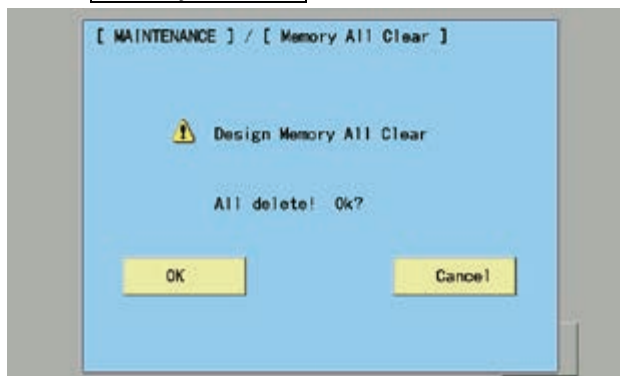 [ MAINTENANCE ] / [ Memory All Clear ]
Design Memory All Clear
All delete! Ok?
OK
Cancel